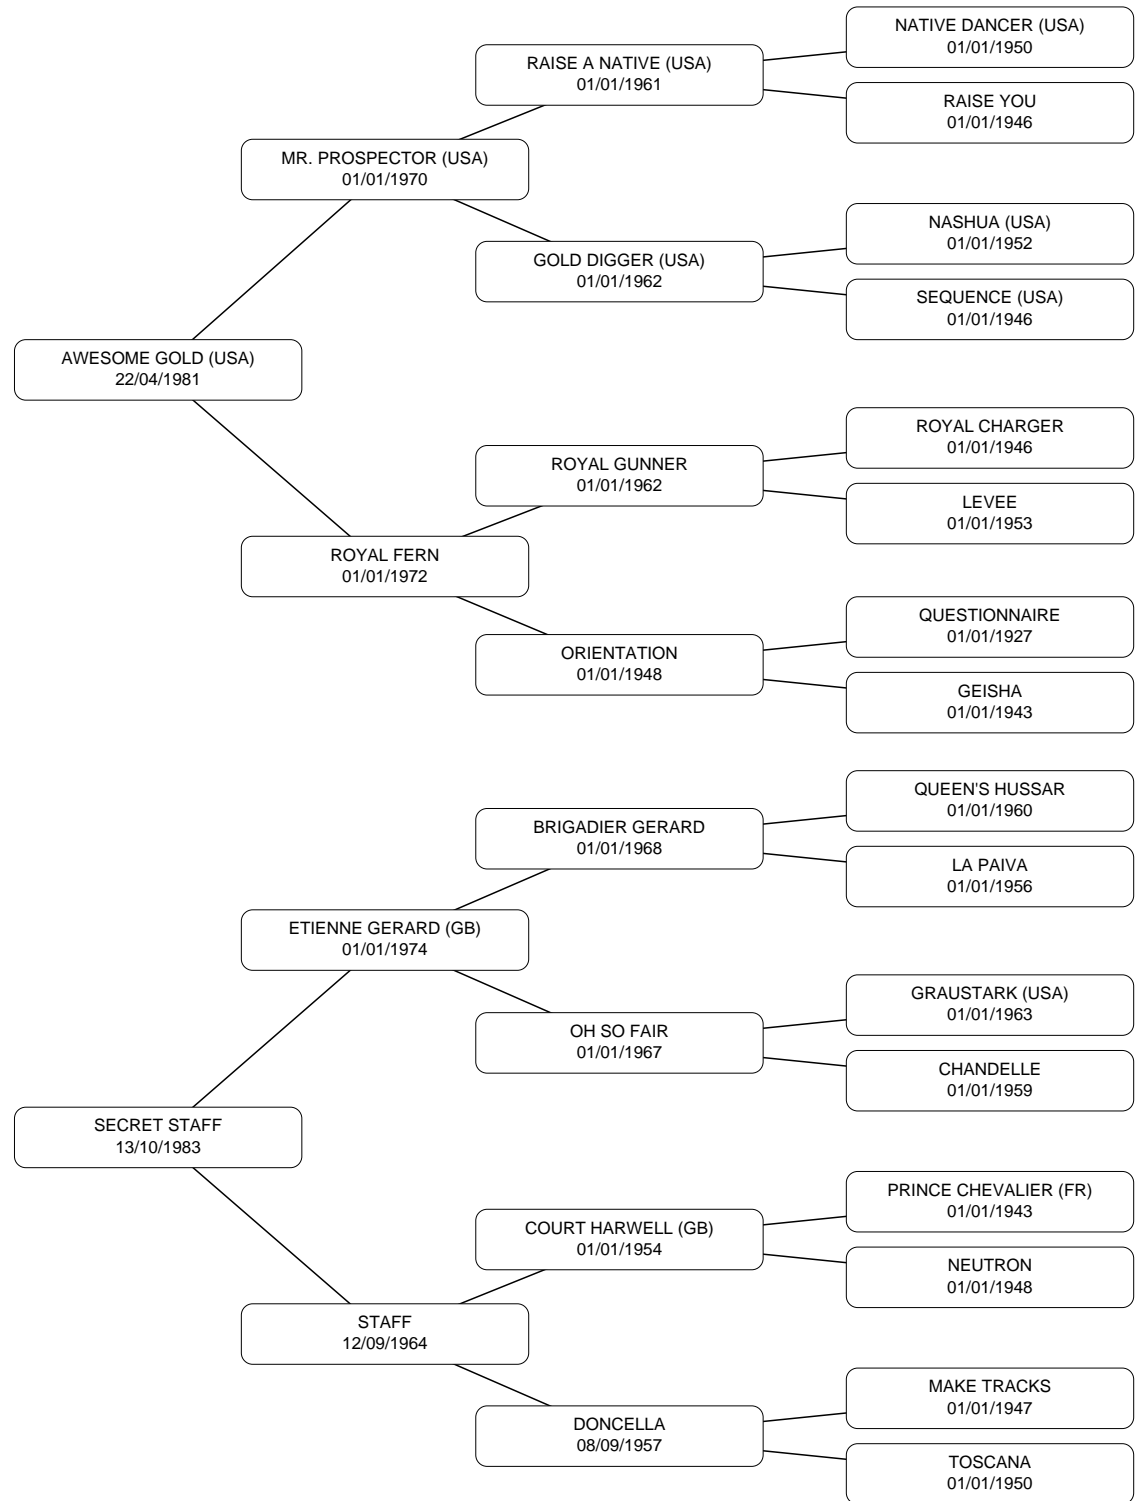 NATIVE DANCER (USA)
01/01/1950
RAISE A NATIVE (USA)
01/01/1961
RAISE YOU
01/01/1946
MR. PROSPECTOR (USA)
01/01/1970
NASHUA (USA)
01/01/1952
GOLD DIGGER (USA)
01/01/1962
SEQUENCE (USA)
01/01/1946
AWESOME GOLD (USA)
22/04/1981
ROYAL CHARGER
01/01/1946
ROYAL GUNNER
01/01/1962
LEVEE
01/01/1953
ROYAL FERN
01/01/1972
QUESTIONNAIRE
01/01/1927
ORIENTATION
01/01/1948
GEISHA
01/01/1943
QUEEN'S HUSSAR
01/01/1960
BRIGADIER GERARD
01/01/1968
LA PAIVA
01/01/1956
ETIENNE GERARD (GB)
01/01/1974
GRAUSTARK (USA)
01/01/1963
OH SO FAIR
01/01/1967
CHANDELLE
01/01/1959
SECRET STAFF
13/10/1983
PRINCE CHEVALIER (FR)
01/01/1943
COURT HARWELL (GB)
01/01/1954
NEUTRON
01/01/1948
STAFF
12/09/1964
MAKE TRACKS
01/01/1947
DONCELLA
08/09/1957
TOSCANA
01/01/1950